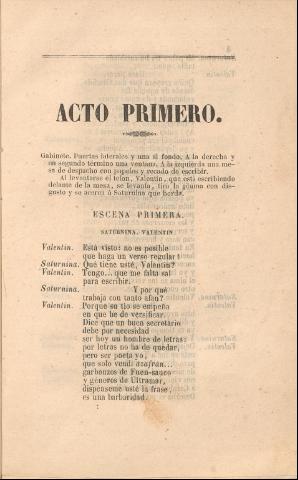 ACTO PRIMERO.
Gabinete. Puertas laterales y una al fondo. A la derecha y
en segundo término una ventana. A la izquierda una me-
sa de despacho con papeles y recado de escribir.
Al levantarse el telon, Valentin, que está escribiendo
delante de la mesa, se levanta, tira la pluma con dis-
gusto y se acerca á Saturnina que borda.
ESCENA PRIMERA.
SATURNINA, VALENTIN
Valentin. Está visto: no es posible
que haga un verso regular!
Saturnina. Qué tiene usté, Valentin?
Valentin. Tengo... que me falta sal
para escribir.
Saturnina. Y por qué
trabaja con tanto afan?
Valentin. Porque su tio se empeña
en que he de versificar.
Dice que un buen secretario
debe por necesidad
ser hoy un hombre de letras
por letras no ha de quedar,
pero ser poeta yo,
que solo vendí azafran...
garbanzos de Fuen-sauco
y géneros de Ultramar,
dispénseme usté la frase,
es una barbaridad.